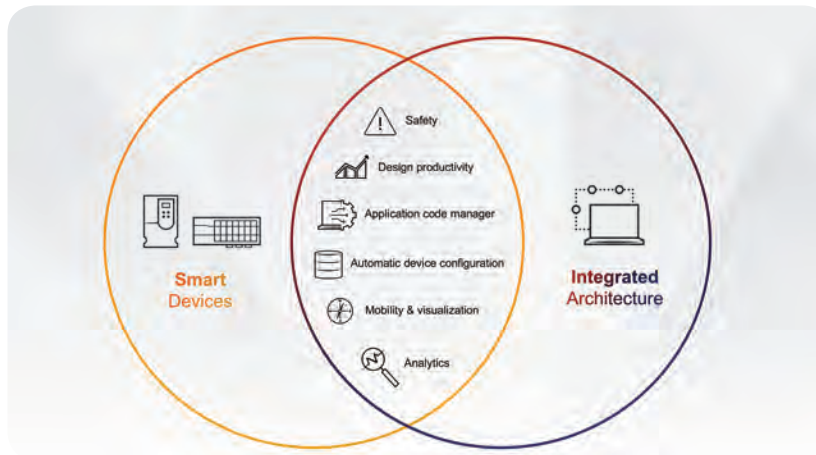 Safety
Design productivity
Application code manager
Automatic device configuration
Mobility & visualization
Analytics
Smart
Devices
Integrated
Architecture